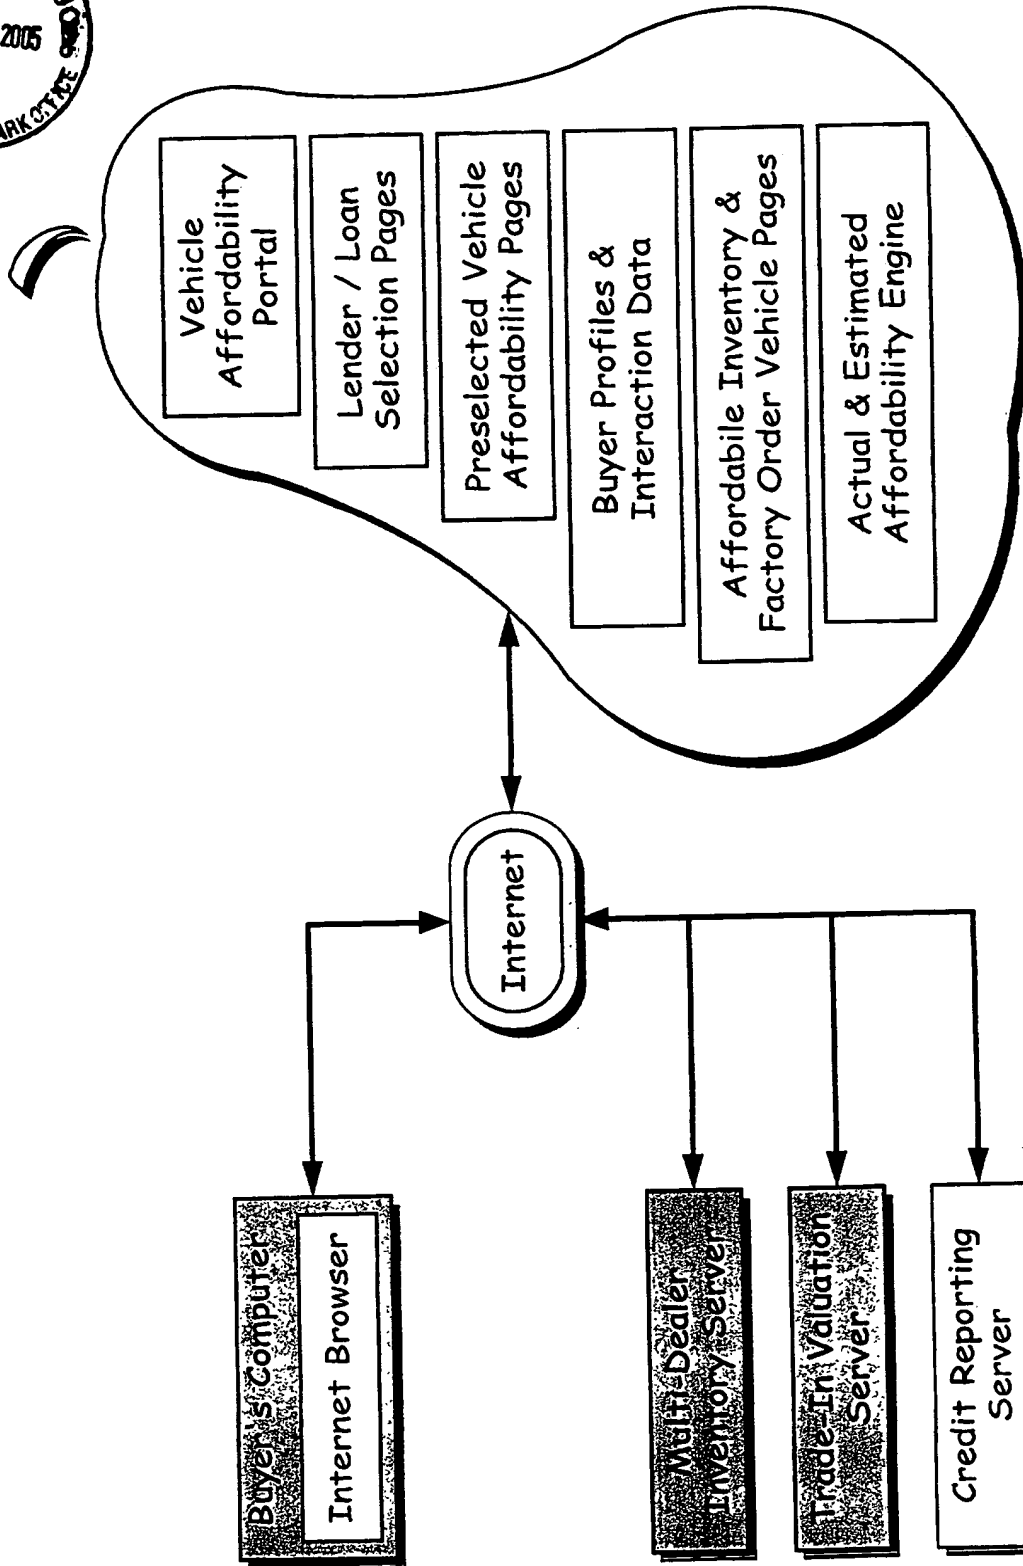 2005
Vehicle
Affordability
Portal
Lender / Loan
Selection Pages
Preselected Vehicle
Affordability Pages
Buyer Profiles &
Interaction Data
Affordabile Inventory &
Factory Order Vehicle Pages
Actual & Estimated
Affordability Engine
Internet
Buyer's Computer
Internet Browser
Multi-Dealer
Inventory Server
Trade-In Valuation
Server
Credit Reporting
Server